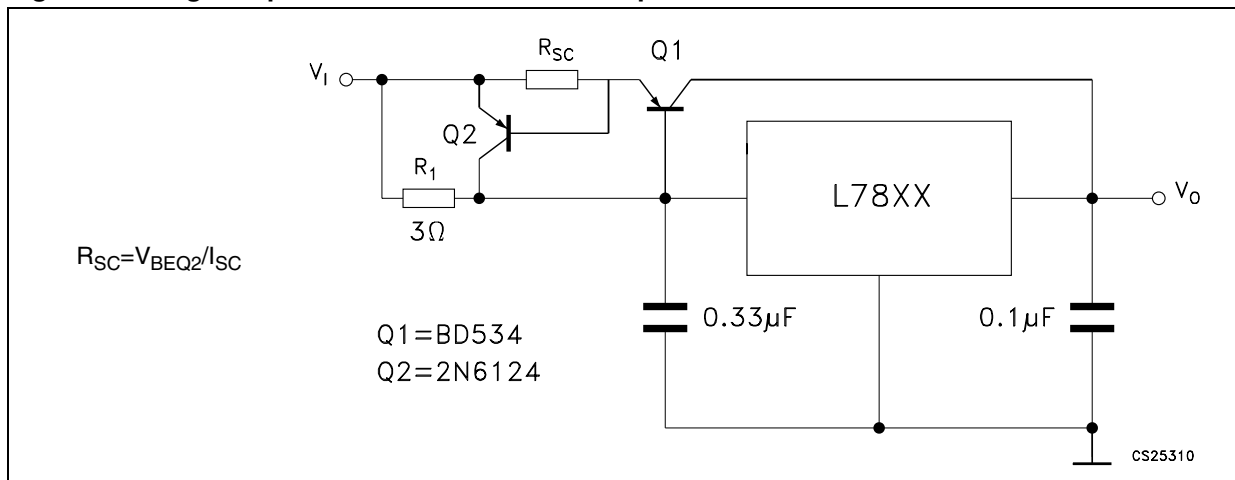 R_SC
Q1
V_I
Q2
R_1
3Ω
L78XX
V_O
R_SC=V_BEQ2/I_SC
0.33µF
0.1µF
Q1=BD534
Q2=2N6124
CS25310